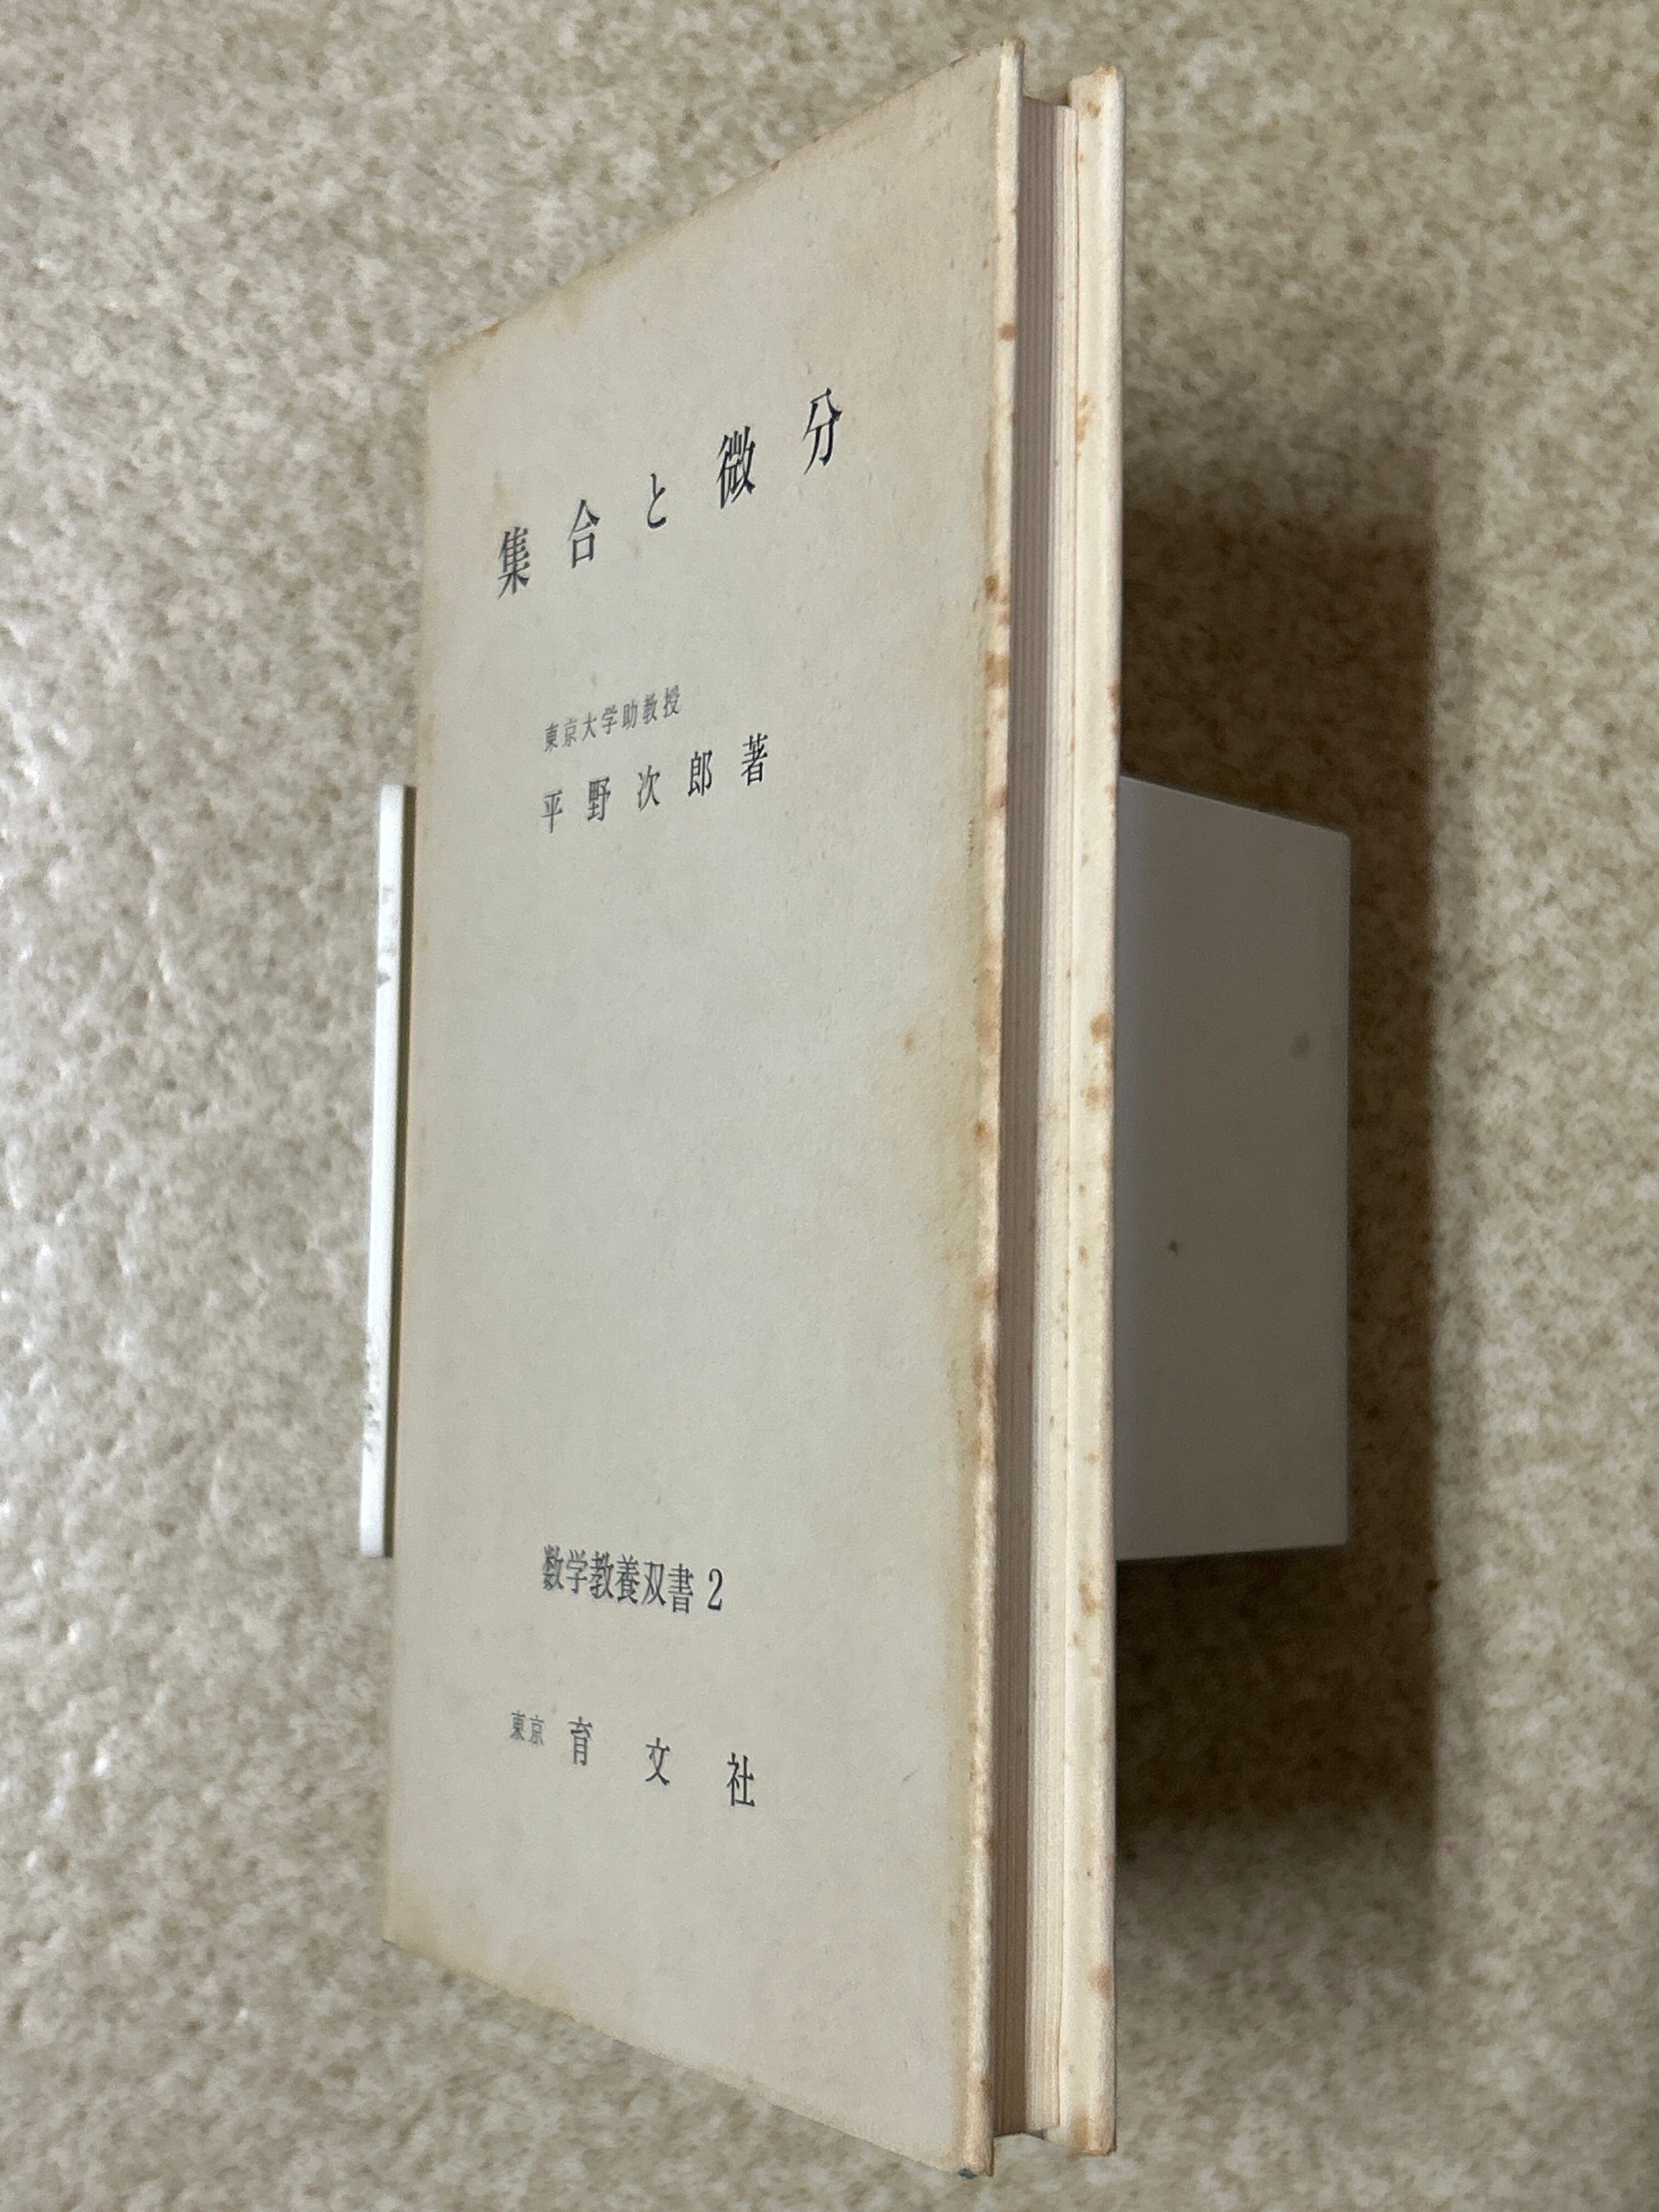 集合と微分
東京大学助教授
平野次郎著
数学教養双書 2
東京 育文社